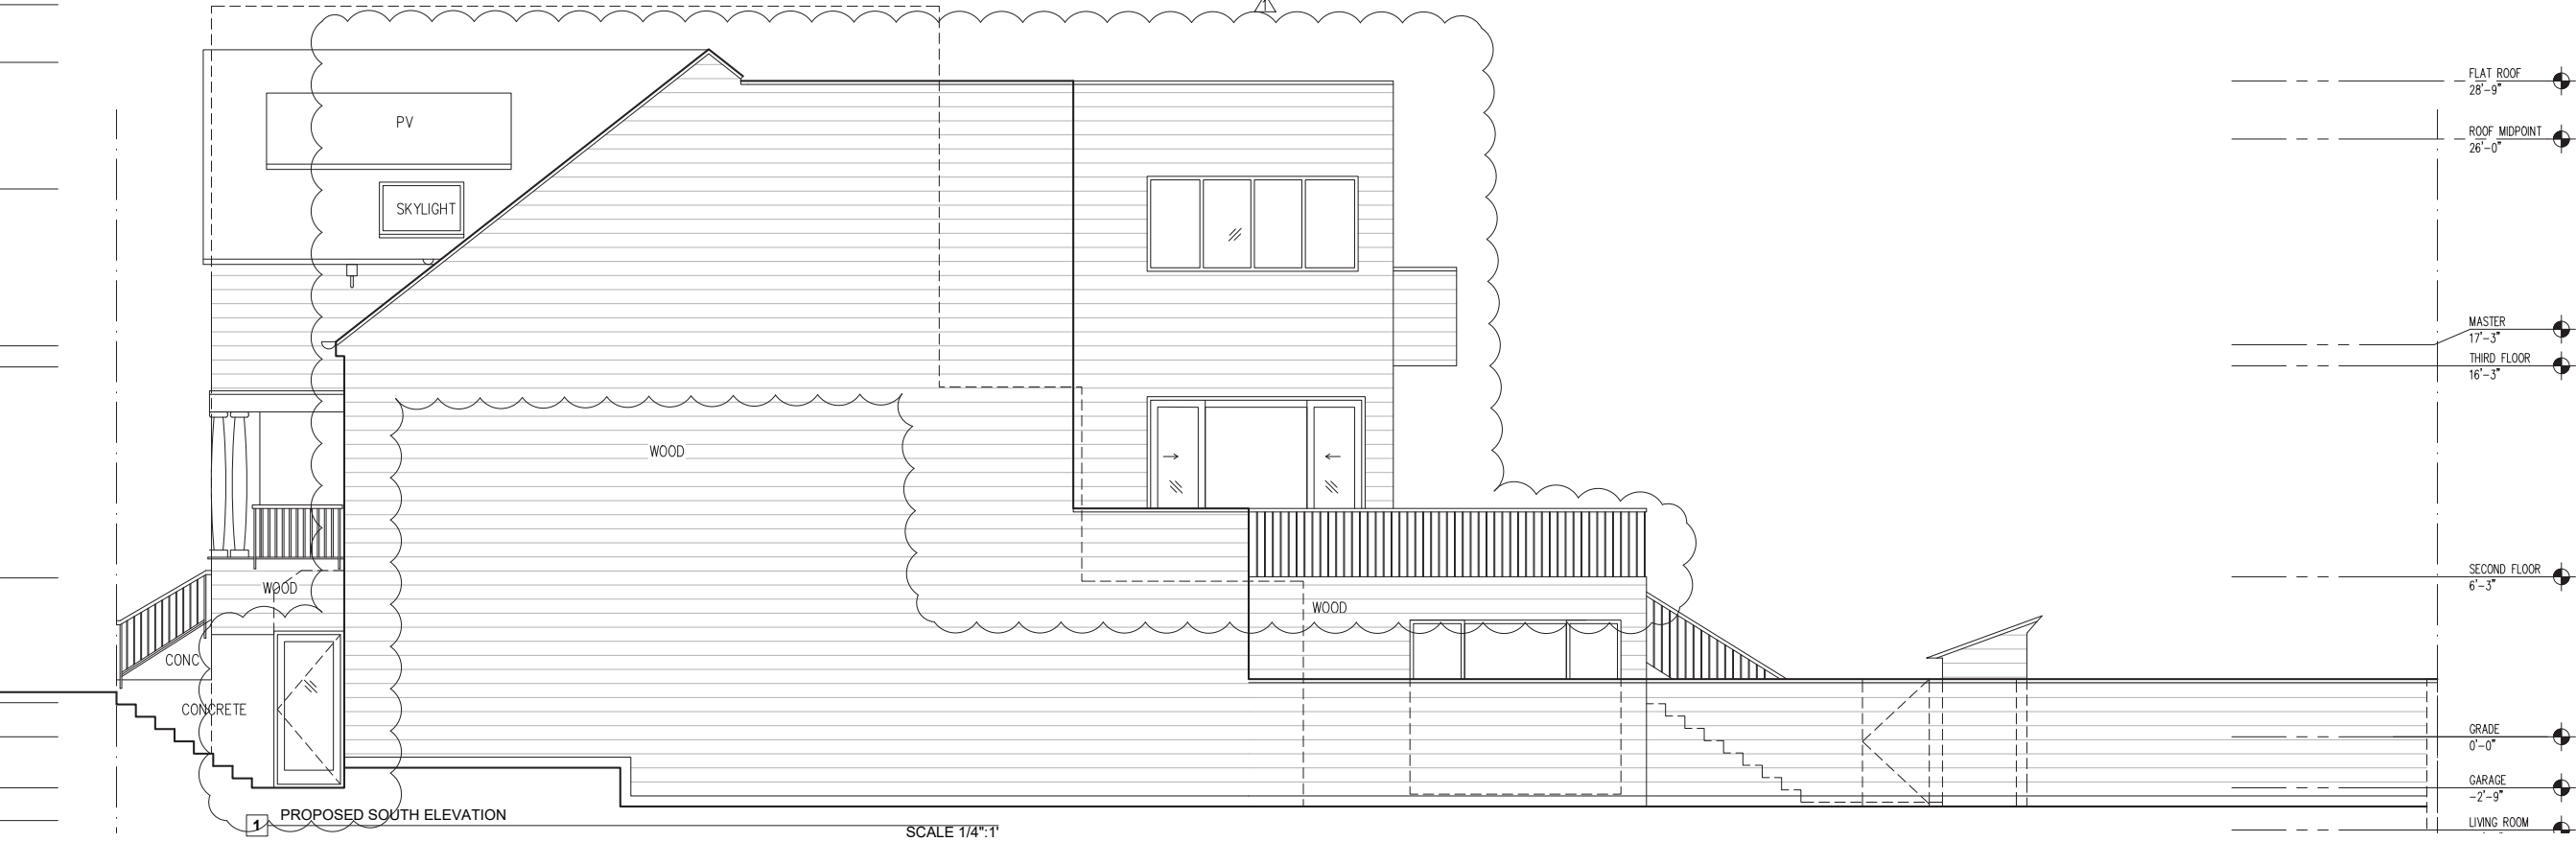 1
FLAT ROOF
28'-9"
PV
ROOF MIDPOINT
26'-0"
SKYLIGHT
MASTER
17'-3"
THIRD FLOOR
16'-3"
WOOD
SECOND FLOOR
6'-3"
WOOD
WOOD
CONC
CONCRETE
GRADE
0'-0"
GARAGE
-2'-9"
1 PROPOSED SOUTH ELEVATION
SCALE 1/4":1'
LIVING ROOM